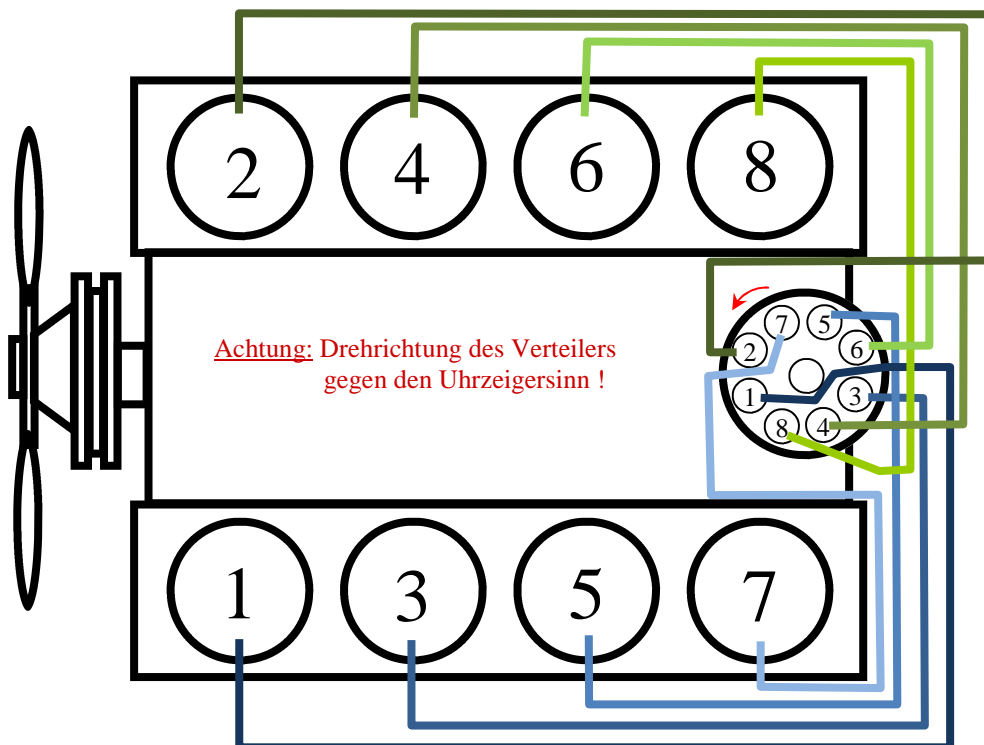 2 4 6 8
7 5
2 6
Achtung: Drehrichtung des Verteilers
gegen den Uhrzeigersinn !
1 3
8 4
1 3 5 7